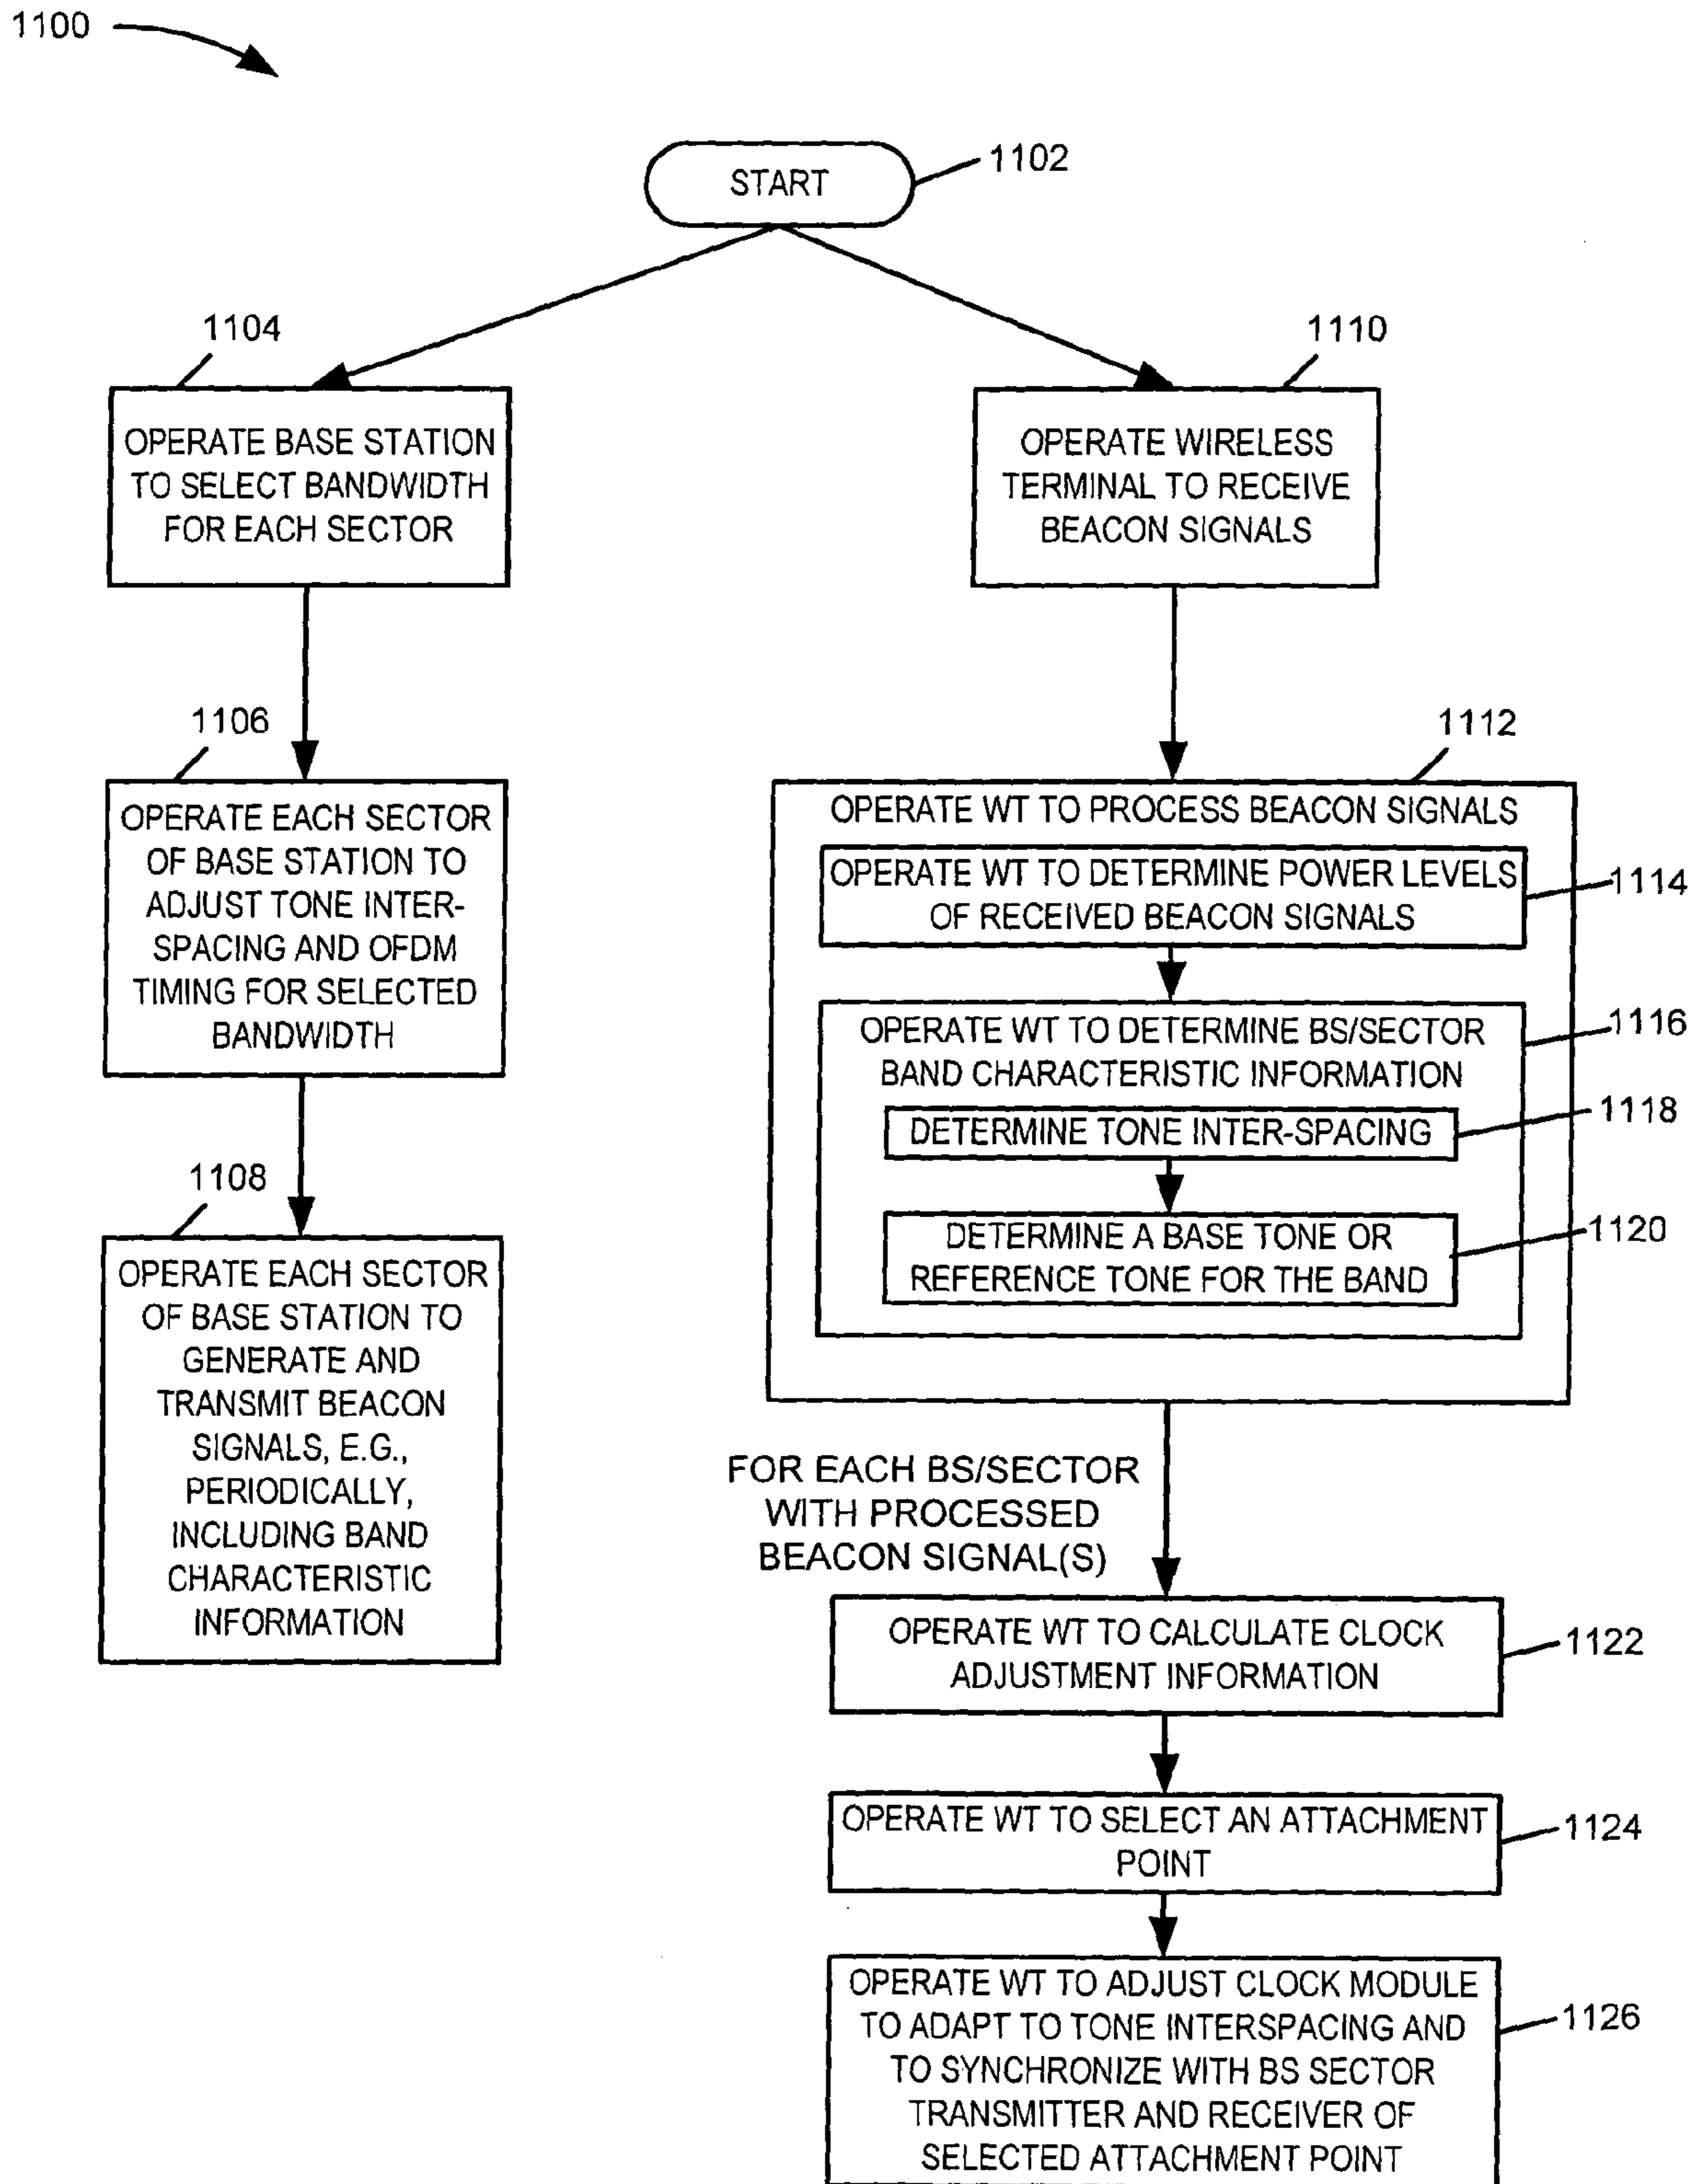 1100
START
1102
1104
OPERATE BASE STATION
TO SELECT BANDWIDTH
FOR EACH SECTOR
1106
OPERATE EACH SECTOR
OF BASE STATION TO
ADJUST TONE INTER-
SPACING AND OFDM
TIMING FOR SELECTED
BANDWIDTH
1108
OPERATE EACH SECTOR
OF BASE STATION TO
GENERATE AND
TRANSMIT BEACON
SIGNALS, E.G.,
PERIODICALLY,
INCLUDING BAND
CHARACTERISTIC
INFORMATION
1110
OPERATE WIRELESS
TERMINAL TO RECEIVE
BEACON SIGNALS
1112
OPERATE WT TO PROCESS BEACON SIGNALS
OPERATE WT TO DETERMINE POWER LEVELS
OF RECEIVED BEACON SIGNALS
1114
OPERATE WT TO DETERMINE BS/SECTOR
BAND CHARACTERISTIC INFORMATION
1116
DETERMINE TONE INTER-SPACING
1118
DETERMINE A BASE TONE OR
REFERENCE TONE FOR THE BAND
1120
FOR EACH BS/SECTOR
WITH PROCESSED
BEACON SIGNAL(S)
OPERATE WT TO CALCULATE CLOCK
ADJUSTMENT INFORMATION
1122
OPERATE WT TO SELECT AN ATTACHMENT
POINT
1124
OPERATE WT TO ADJUST CLOCK MODULE
TO ADAPT TO TONE INTERSPACING AND
TO SYNCHRONIZE WITH BS SECTOR
TRANSMITTER AND RECEIVER OF
SELECTED ATTACHMENT POINT
1126